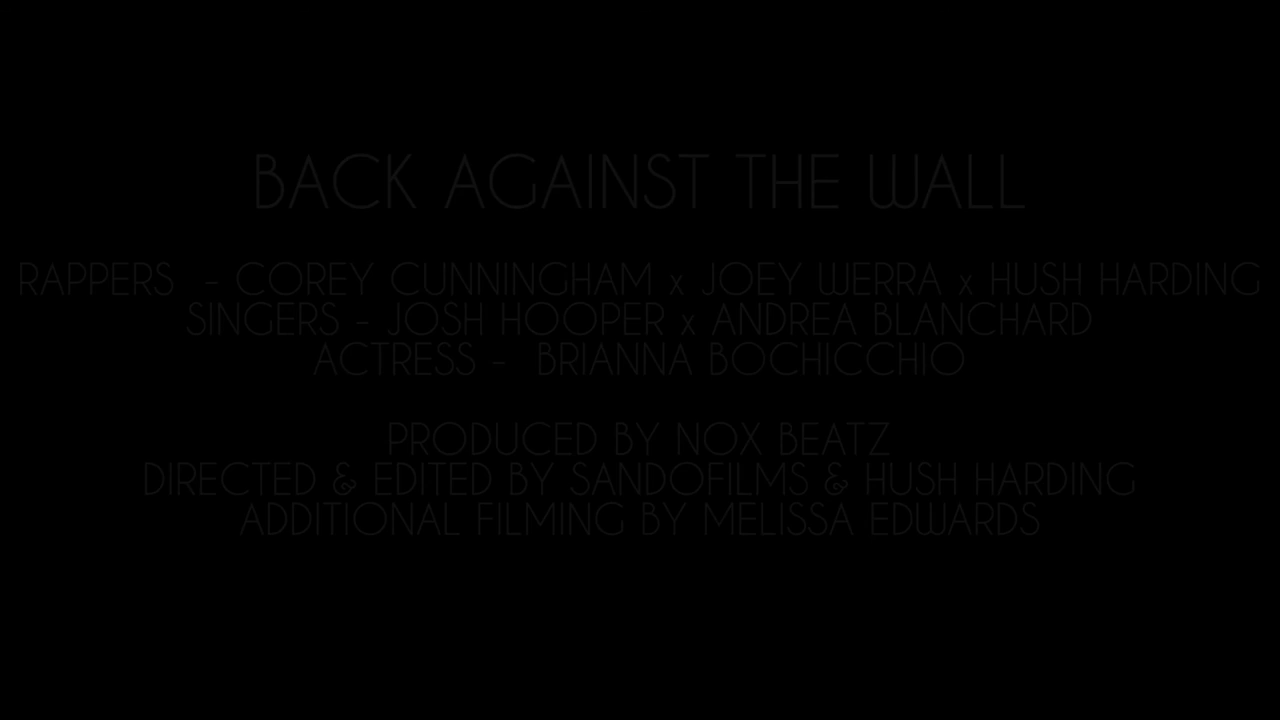 BACK AGAINST THE WALL
RAPPERS - COREY CUNNINGHAM x JOEY WERRA x HUSH HARDING
SINGERS - JOSH HOOPER x ANDREA BLANCHARD
ACTRESS - BRIANNA BOCHICCHIO
PRODUCED BY NOX BEATZ
DIRECTED & EDITED BY SANDOFILMS & HUSH HARDING
ADDITIONAL FILMING BY MELISSA EDWARDS